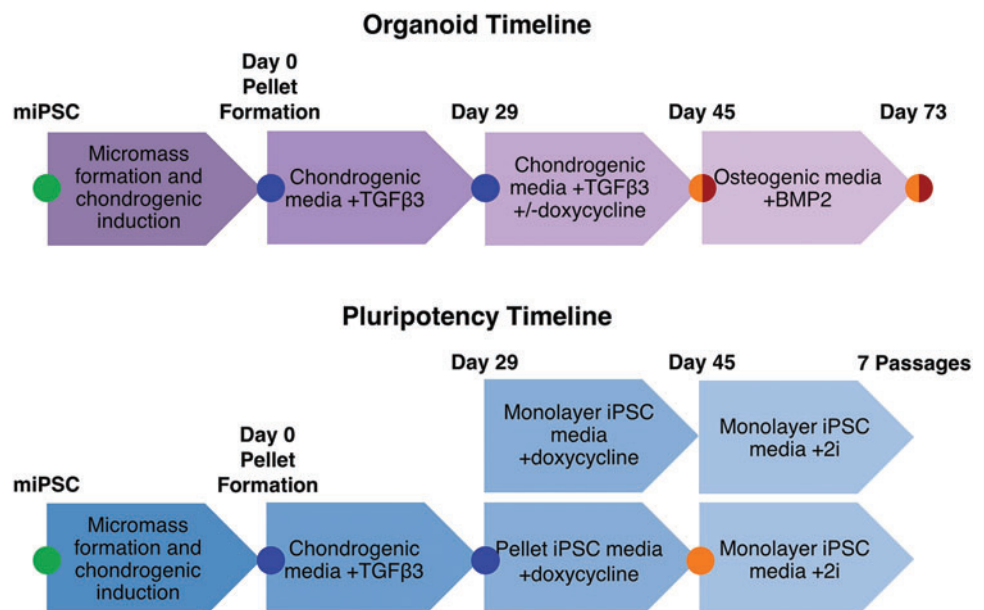 Organoid Timeline
Day 0
Pellet
Formation
miPSC
Day 29
Day 45
Day 73
Micromass
formation and
chondrogenic
induction
Chondrogenic
media +TGFβ3
Chondrogenic
media +TGFβ3
+/-doxycycline
Osteogenic media
+BMP2
Pluripotency Timeline
Day 29
Day 45
7 Passages
Monolayer iPSC
media
+doxycycline
Monolayer iPSC
media +2i
Day 0
Pellet
Formation
miPSC
Micromass
formation and
chondrogenic
induction
Chondrogenic
media +TGFβ3
Pellet iPSC media
+doxycycline
Monolayer iPSC
media +2i